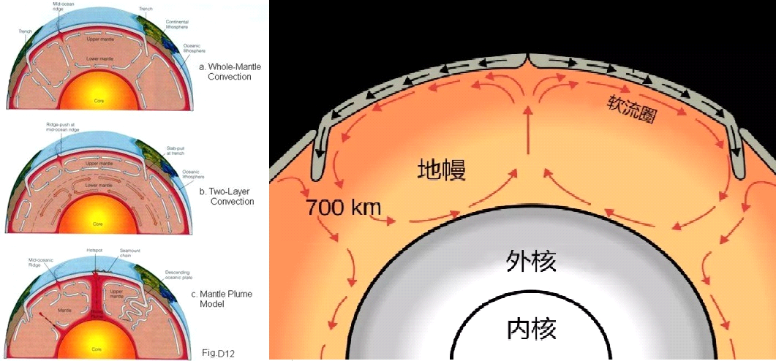 Mid-ocean
ridge
Trench
Continental
lithosphere
Trench
Upper mantle
Oceanic
lithosphere
Lower mantle
a. Whole-Mantle
Convection
Core
Ridge push at
mid-ocean ridge
Slab pull
at trench
Upper mantle
Oceanic
lithosphere
Lower mantle
b. Two-Layer
Convection
Core
Hotspot
Seamount
chain
Mid-oceanic
Ridge
Descending
oceanic plate
Upper
mantle
c. Mantle Plume
Model
Mantle
Core
Fig.D12
软流圈
地幔
700 km
外核
内核